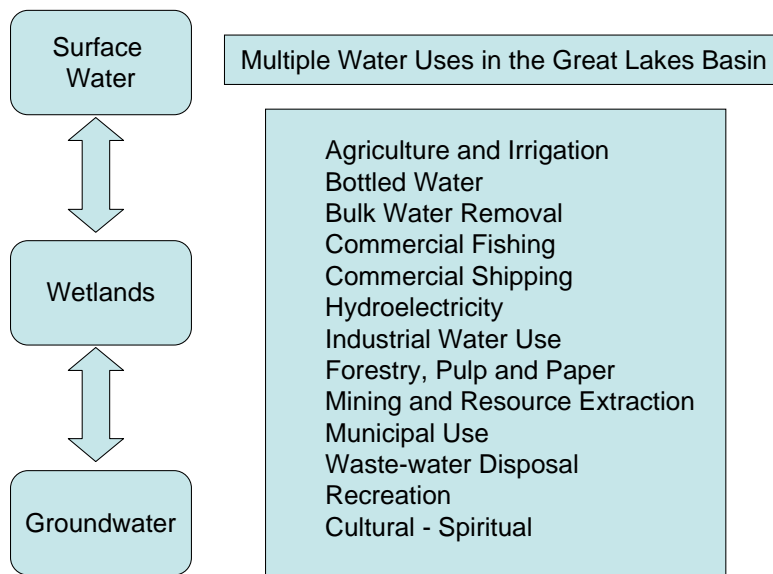 Surface
Water
Multiple Water Uses in the Great Lakes Basin
Wetlands
Groundwater
Agriculture and Irrigation
Bottled Water
Bulk Water Removal
Commercial Fishing
Commercial Shipping
Hydroelectricity
Industrial Water Use
Forestry, Pulp and Paper
Mining and Resource Extraction
Municipal Use
Waste-water Disposal
Recreation
Cultural - Spiritual